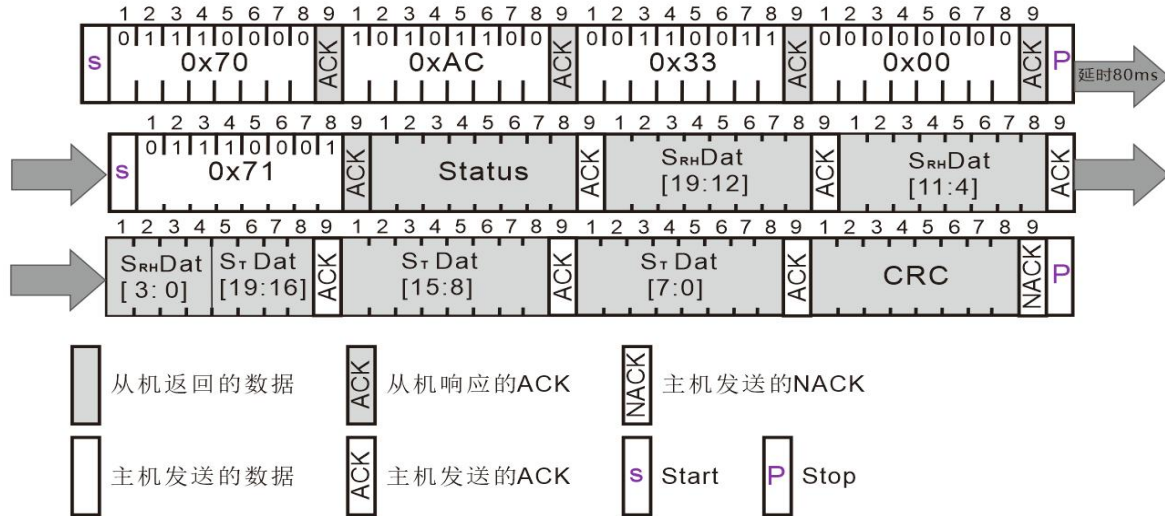 1 2 3 4 5 6 7 8 9 1 2 3 4 5 6 7 8 9 1 2 3 4 5 6 7 8 9 1 2 3 4 5 6 7 8 9
0 1 1 1 0 0 0 0 1 0 1 0 1 1 0 0 0 0 1 1 0 0 1 1 0 0 0 0 0 0 0 0
S 0x70 ACK 0xAC ACK 0x33 ACK 0x00 ACK P 延时80ms
1 2 3 4 5 6 7 8 9 1 2 3 4 5 6 7 8 9 1 2 3 4 5 6 7 8 9 1 2 3 4 5 6 7 8 9
0 1 1 1 0 0 0 1
S 0x71 ACK Status ACK SRHDat ACK SRHDat ACK
[19:12] [11:4]
1 2 3 4 5 6 7 8 9 1 2 3 4 5 6 7 8 9 1 2 3 4 5 6 7 8 9 1 2 3 4 5 6 7 8 9
SRHDat ST Dat ACK ST Dat ACK ST Dat ACK CRC NACK P
[ 3: 0] [19:16] [15:8] [7:0]
从机返回的数据 ACK 从机响应的ACK NACK 主机发送的NACK
主机发送的数据 ACK 主机发送的ACK S Start P Stop